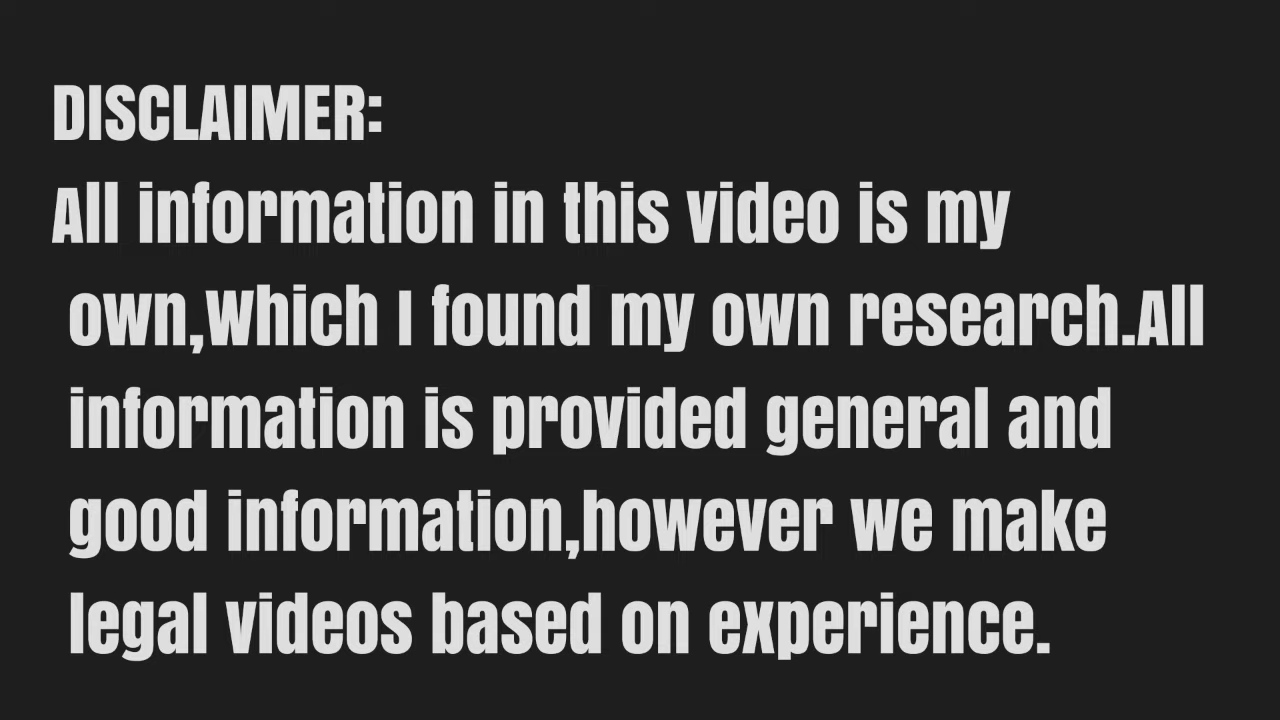 DISCLAIMER:
All information in this video is my
own,Which I found my own research.All
information is provided general and
good information,however we make
legal videos based on experience.